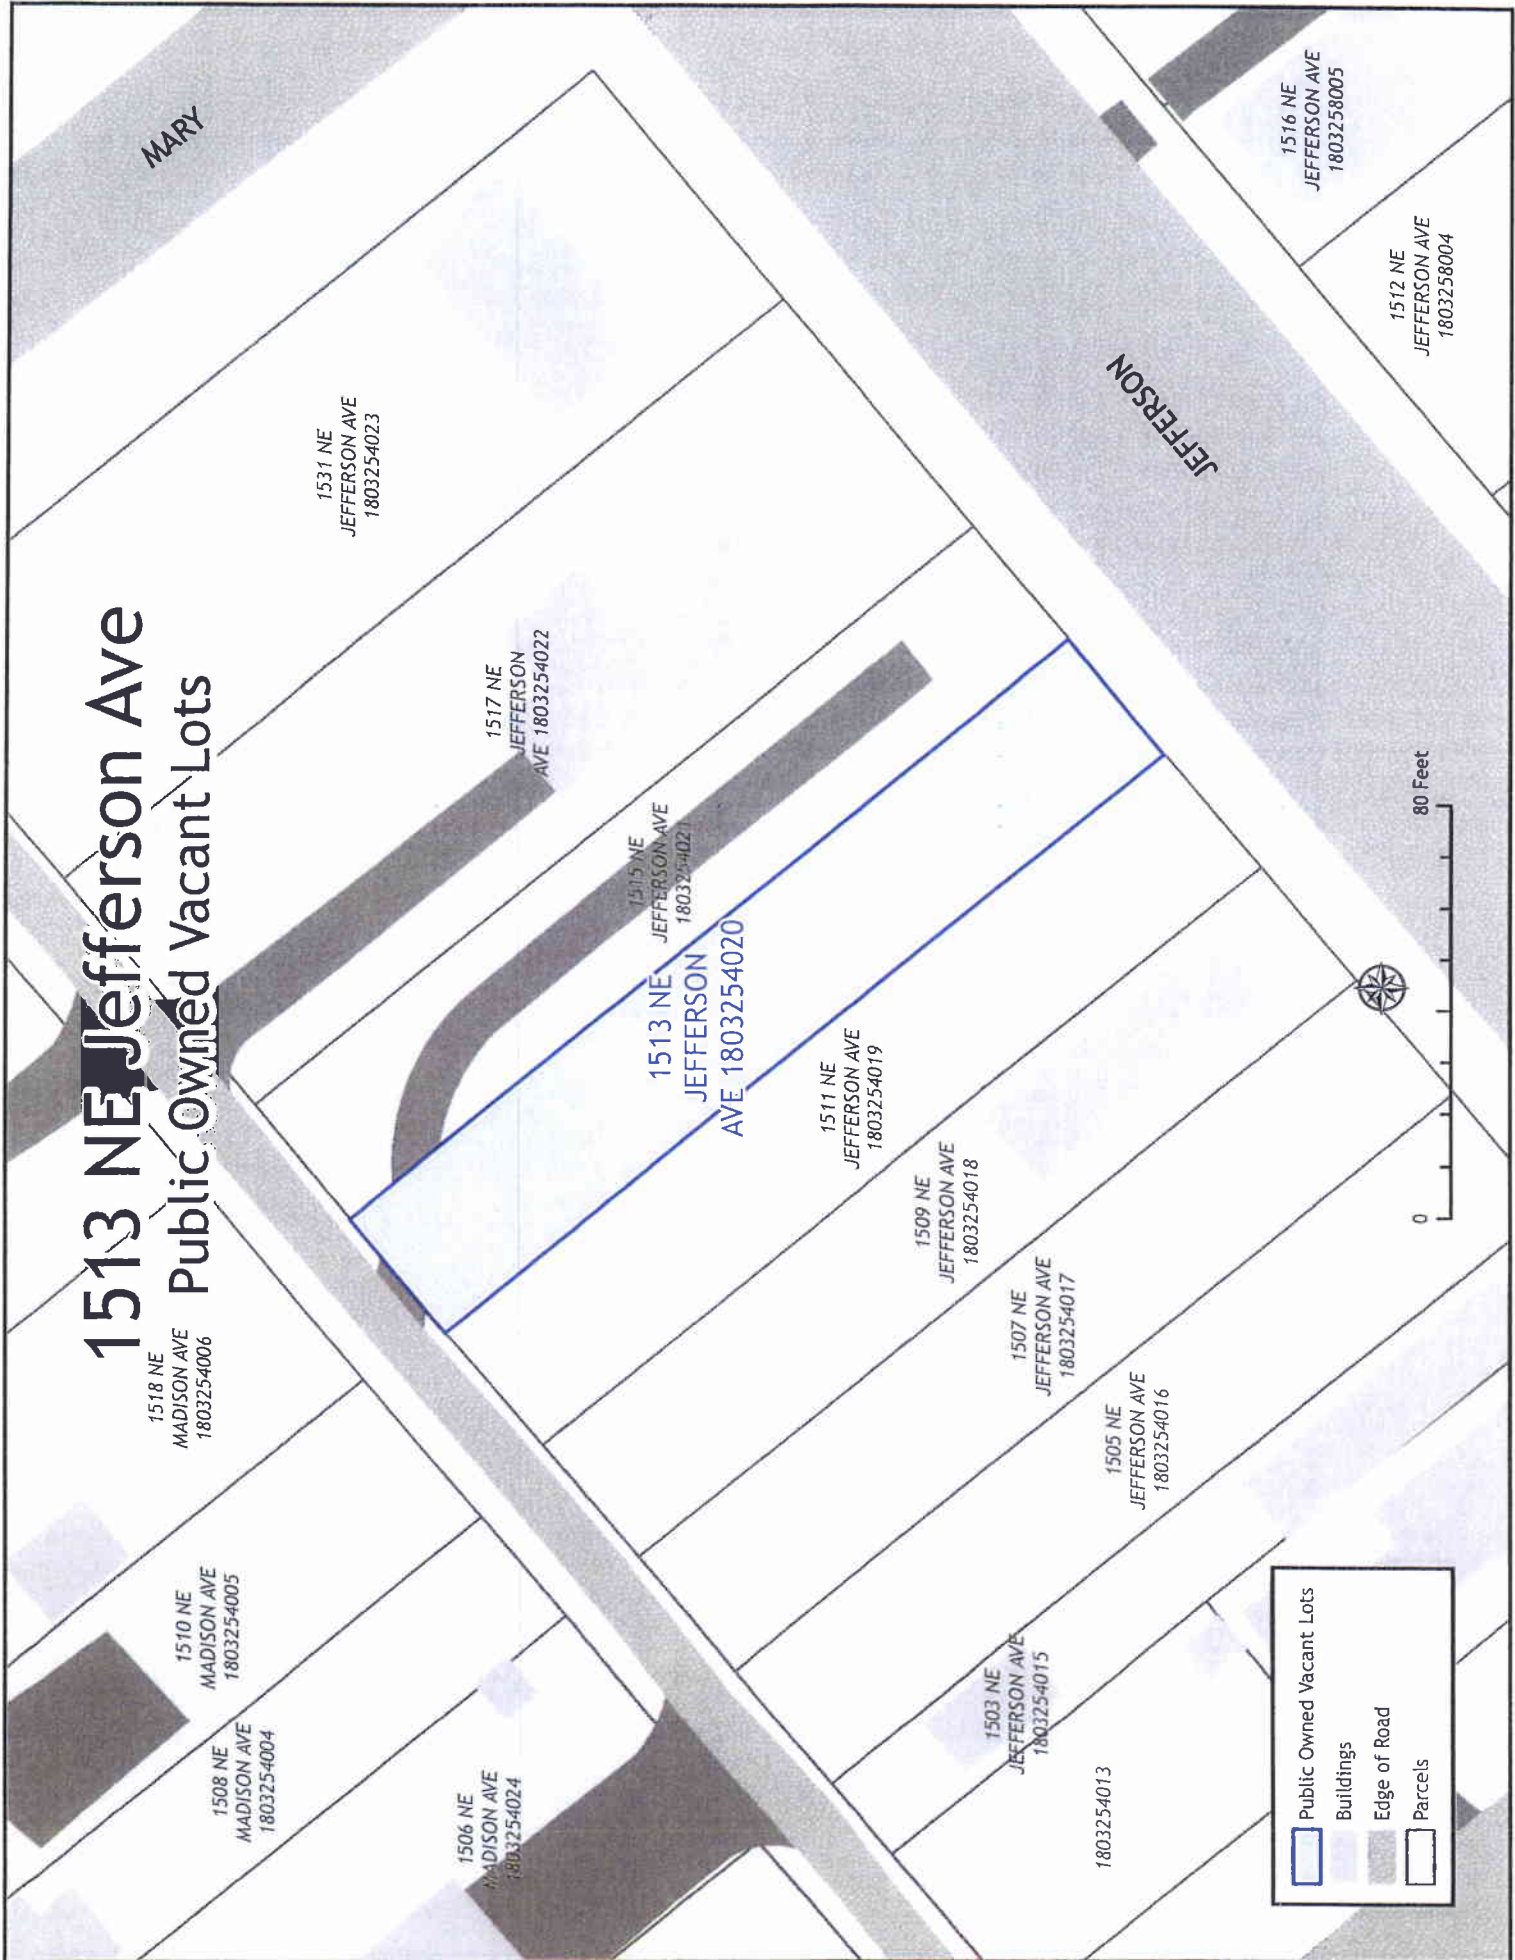 1513 NE Jefferson Ave
Public Owned Vacant Lots
MARY
1518 NE
MADISON AVE
1803254006
1510 NE
MADISON AVE
1803254005
1508 NE
MADISON AVE
1803254004
1506 NE
MADISON AVE
1803254024
1531 NE
JEFFERSON AVE
1803254023
1517 NE
JEFFERSON
AVE 1803254022
1515 NE
JEFFERSON AVE
1803254021
1513 NE
JEFFERSON
AVE 1803254020
1511 NE
JEFFERSON AVE
1803254019
1509 NE
JEFFERSON AVE
1803254018
1507 NE
JEFFERSON AVE
1803254017
1505 NE
JEFFERSON AVE
1803254016
1503 NE
JEFFERSON AVE
1803254015
1803254013
1516 NE
JEFFERSON AVE
1803258005
1512 NE
JEFFERSON AVE
1803258004
JEFFERSON
0
80 Feet
Public Owned Vacant Lots
Buildings
Edge of Road
Parcels